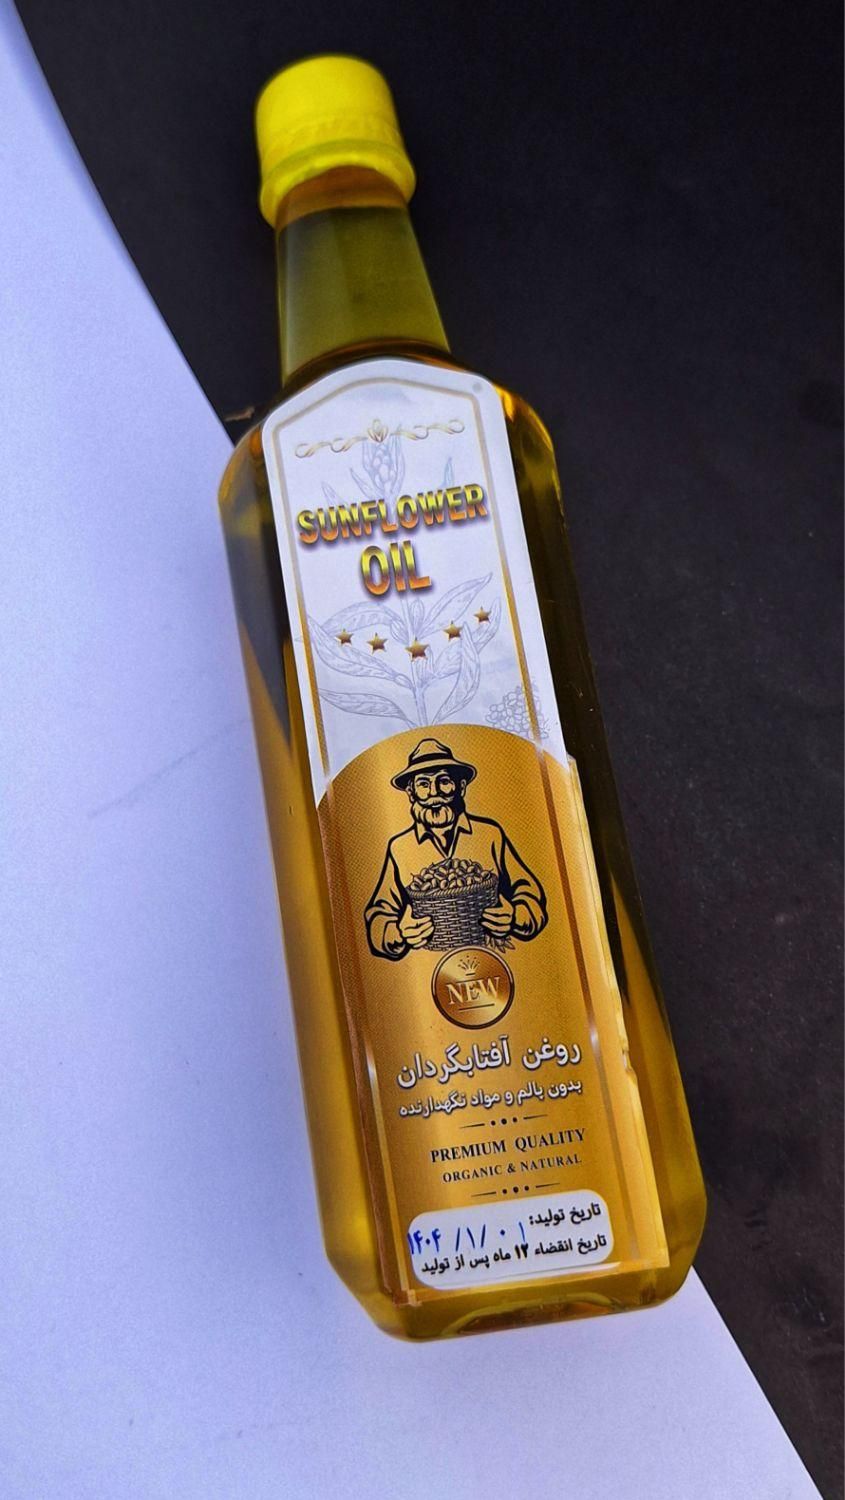 SUNFLOWER
OIL
NEW
روغن آفتابگردان
بدون پالم و مواد نگهدارنده
PREMIUM QUALITY
ORGANIC & NATURAL
تاریخ تولید: ۱۴۰۴/۱/۰۱
تاریخ انقضاء ۱۲ ماه پس از تولید